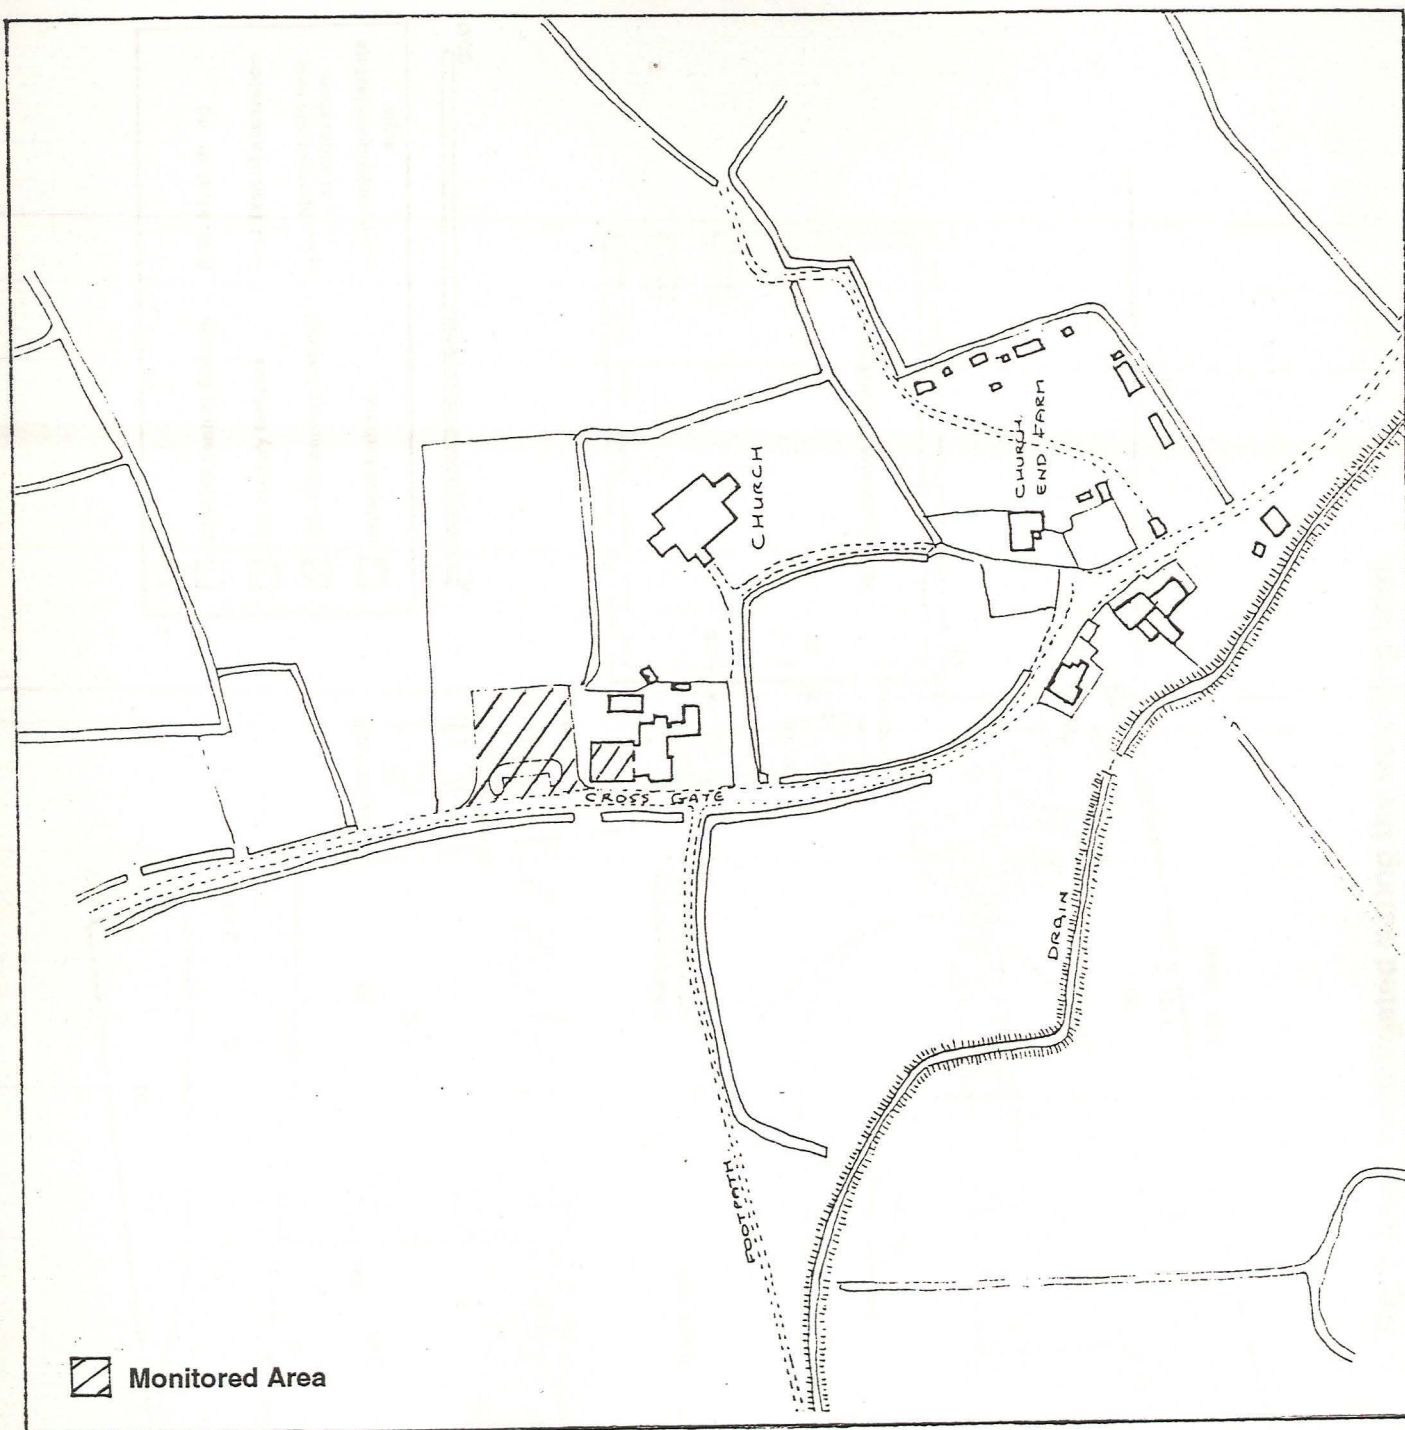 CHURCH
CHURCH
END FARM
CROSS GATE
DRAIN
FOOTPATH
Monitored Area